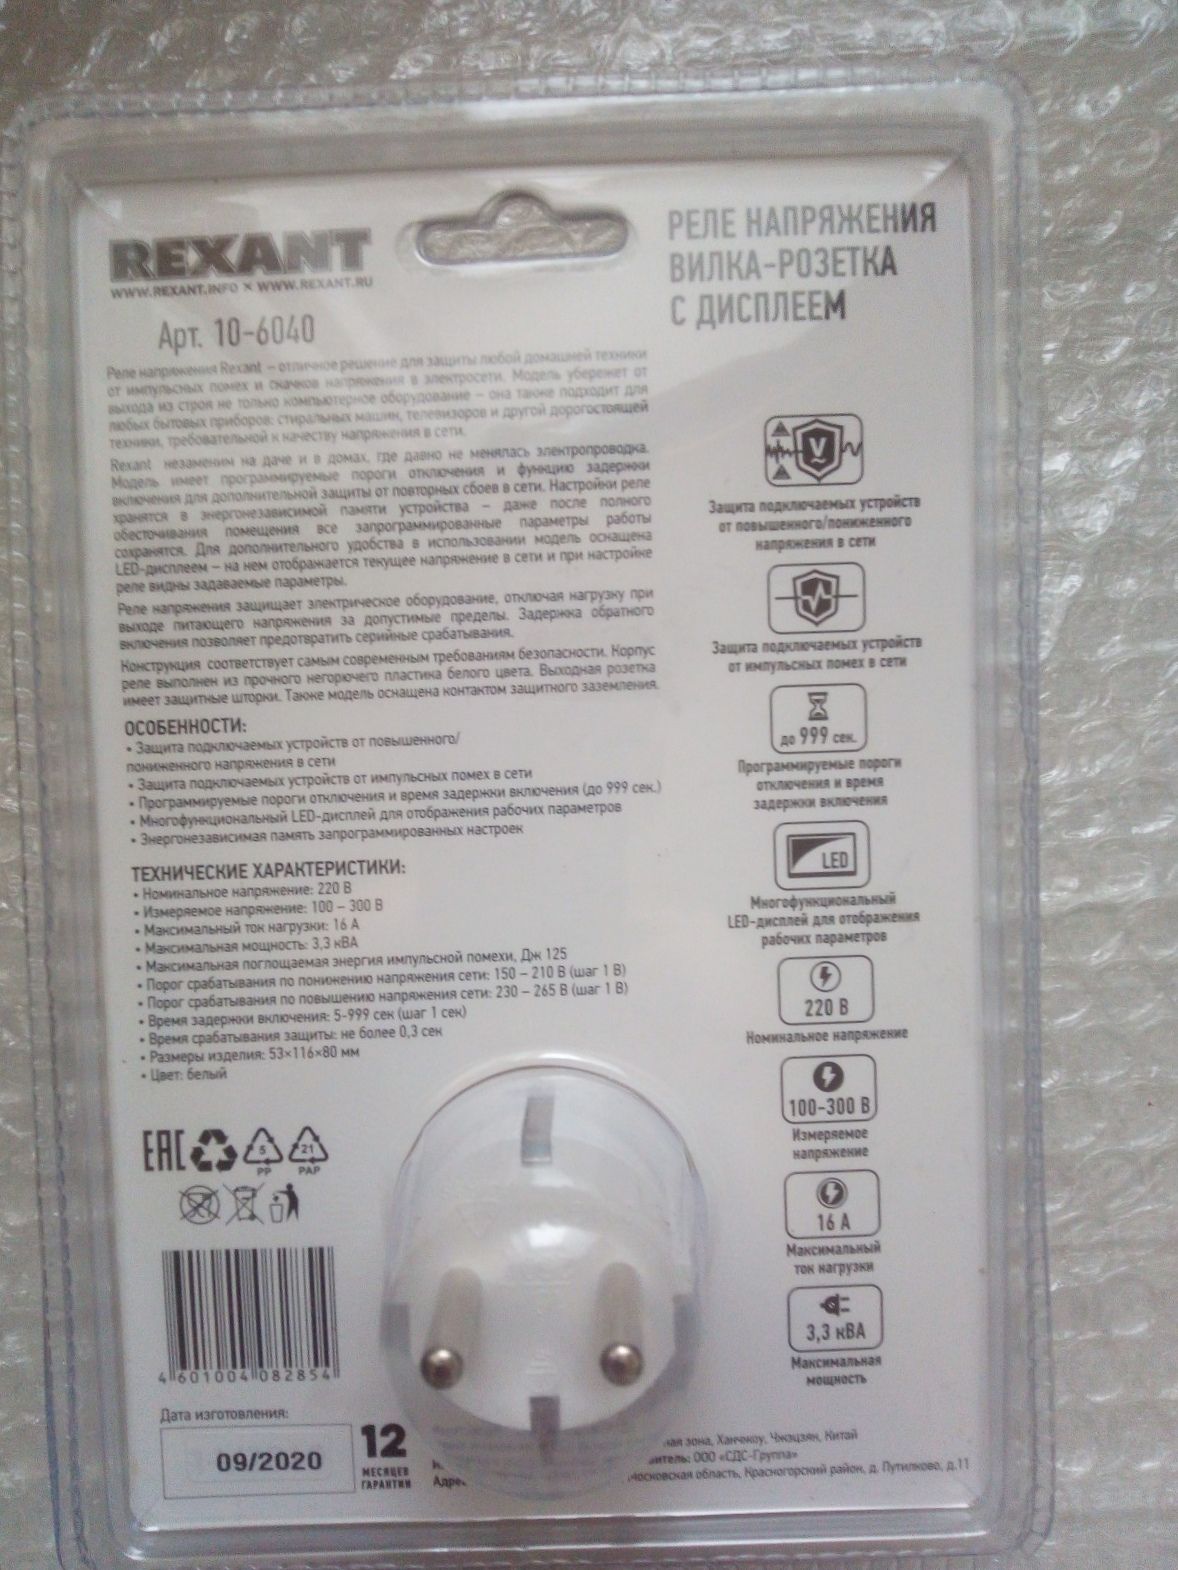 REXANT
WWW.REXANT.INFO × WWW.REXANT.RU
Арт. 10-6040
РЕЛЕ НАПРЯЖЕНИЯ
ВИЛКА-РОЗЕТКА
С ДИСПЛЕЕМ
Реле напряжения Rexant – отличное решение для защиты любой домашней техники
от импульсных помех и скачков напряжения в электросети. Модель убережет от
выхода из строя не только компьютерное оборудование – она также подходит для
любых бытовых приборов: стиральных машин, телевизоров и другой дорогостоящей
техники, требовательной к качеству напряжения в сети.
Rexant незаменим на даче и в домах, где давно не менялась электропроводка.
Модель имеет программируемые пороги отключения и функцию задержки
включения для дополнительной защиты от повторных сбоев в сети. Настройки реле
хранятся в энергонезависимой памяти устройства – даже после полного
обесточивания помещения все запрограммированные параметры работы
сохранятся. Для дополнительного удобства в использовании модель оснащена
LED-дисплеем – на нем отображается текущее напряжение в сети и при настройке
реле видны задаваемые параметры.
Реле напряжения защищает электрическое оборудование, отключая нагрузку при
выходе питающего напряжения за допустимые пределы. Задержка обратного
включения позволяет предотвратить серийные срабатывания.
Конструкция соответствует самым современным требованиям безопасности. Корпус
реле выполнен из прочного негорючего пластика белого цвета. Выходная розетка
имеет защитные шторки. Также модель оснащена контактом защитного заземления.
ОСОБЕННОСТИ:
• Защита подключаемых устройств от повышенного/
пониженного напряжения в сети
• Защита подключаемых устройств от импульсных помех в сети
• Программируемые пороги отключения и время задержки включения (до 999 сек.)
• Многофункциональный LED-дисплей для отображения рабочих параметров
• Энергонезависимая память запрограммированных настроек
ТЕХНИЧЕСКИЕ ХАРАКТЕРИСТИКИ:
• Номинальное напряжение: 220 В
• Измеряемое напряжение: 100 – 300 В
• Максимальный ток нагрузки: 16 А
• Максимальная мощность: 3,3 кВА
• Максимальная поглощаемая энергия импульсной помехи, Дж 125
• Порог срабатывания по понижению напряжения сети: 150 – 210 В (шаг 1 В)
• Порог срабатывания по повышению напряжения сети: 230 – 265 В (шаг 1 В)
• Время задержки включения: 5-999 сек (шаг 1 сек)
• Время срабатывания защиты: не более 0,3 сек
• Размеры изделия: 53×116×80 мм
• Цвет: белый
V
Защита подключаемых устройств
от повышенного/пониженного
напряжения в сети
Защита подключаемых устройств
от импульсных помех в сети
до 999 сек.
Программируемые пороги
отключения и время
задержки включения
LED
Многофункциональный
LED-дисплей для отображения
рабочих параметров
220 В
Номинальное напряжение
100-300 В
Измеряемое
напряжение
16 А
Максимальный
ток нагрузки
3,3 кВА
Максимальная
мощность
EAC
5
PP
21
PAP
4 601004 082854
Дата изготовления:
09/2020
12
МЕСЯЦЕВ
ГАРАНТИИ
зона, Ханчжоу, Чжэцзян, Китай
ООО «СДС-Группа»
Московская область, Красногорский район, д. Путилково, д.11